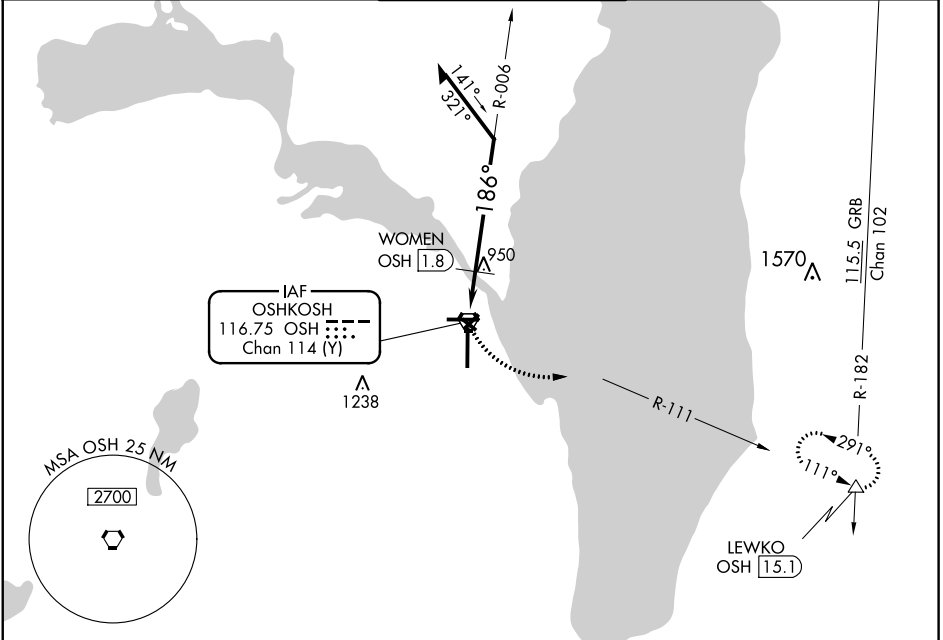 R-006
141°
321°
186°
WOMEN
OSH 1.8
950
1570
115.5 GRB
Chan 102
IAF
OSHKOSH
116.75 OSH
Chan 114 (Y)
1238
R-182
R-111
291°
111°
MSA OSH 25 NM
2700
LEWKO
OSH 15.1